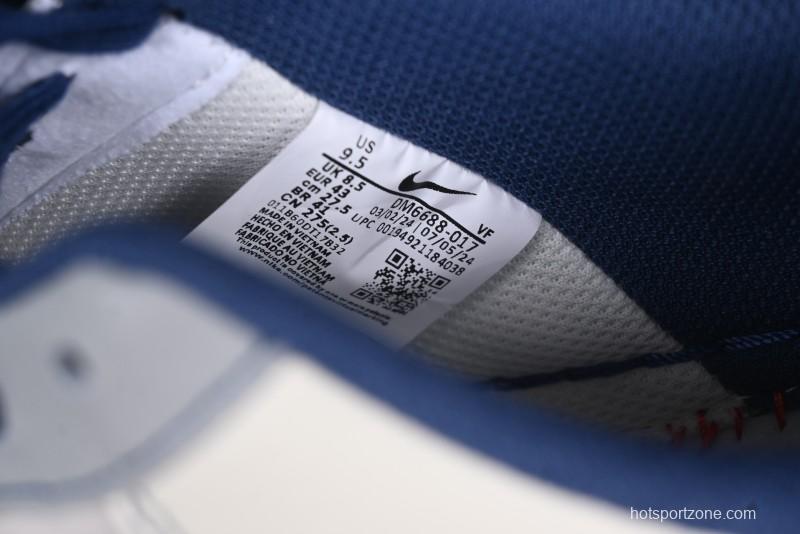 US
9.5
UK 8.5
EUR 43
cm 27.5
BR 41
CN 275(2.5)
DM6688-017 VF
03/02/24 | 07/05/24
UPC 00194921184038
MADE IN VIETNAM
HECHO EN VIETNAM
FABRIQUÉ AU VIETNAM
FABRICADO NO VIETNAM
hotsportzone.com